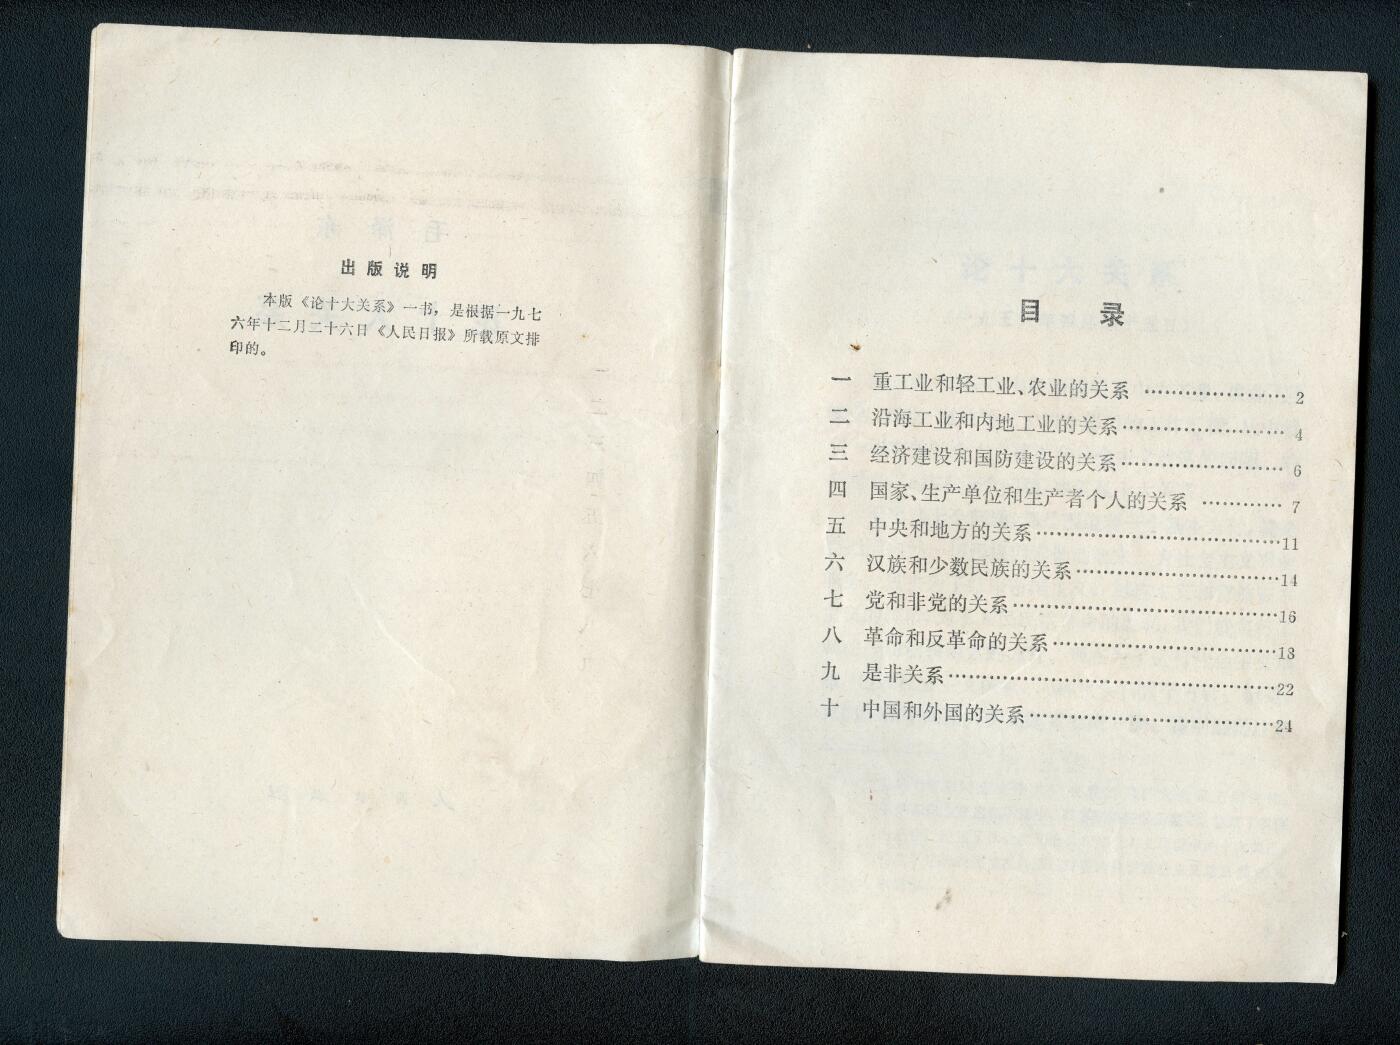 出版说明
本版《论十大关系》一书，是根据一九七
六年十二月二十六日《人民日报》所载原文排
印的。
目 录
一 重工业和轻工业、农业的关系 …………………… 2
二 沿海工业和内地工业的关系…………………… 4
三 经济建设和国防建设的关系…………………… 6
四 国家、生产单位和生产者个人的关系 ………… 7
五 中央和地方的关系……………………………11
六 汉族和少数民族的关系………………………14
七 党和非党的关系………………………………16
八 革命和反革命的关系…………………………18
九 是非关系………………………………………22
十 中国和外国的关系……………………………24